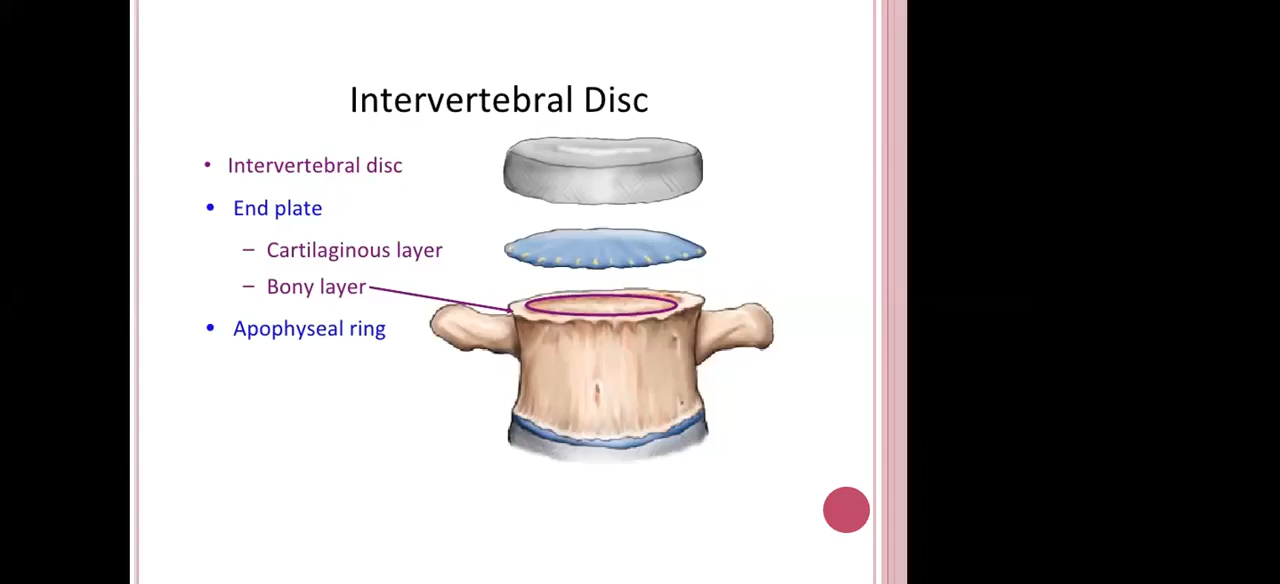 Intervertebral Disc
• Intervertebral disc
• End plate
– Cartilaginous layer
– Bony layer
• Apophyseal ring